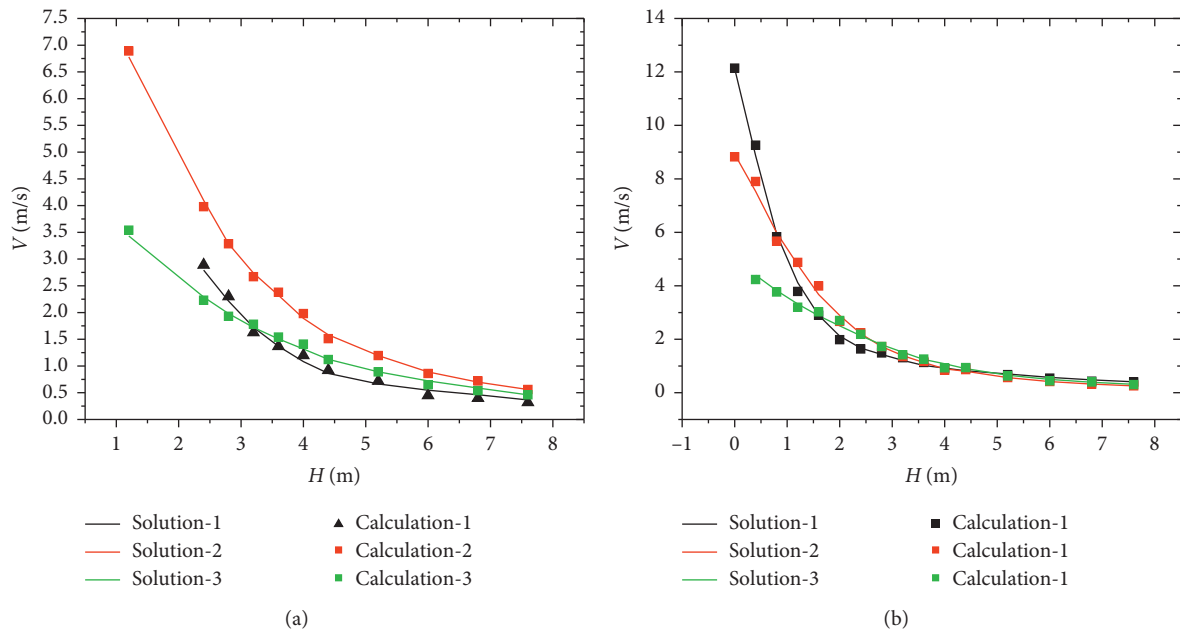 7.5
7.0
6.5
6.0
5.5
5.0
4.5
4.0
3.5
3.0
2.5
2.0
1.5
1.0
0.5
0.0
V (m/s)
1 2 3 4 5 6 7 8
H (m)
Solution-1 Calculation-1
Solution-2 Calculation-2
Solution-3 Calculation-3
(a)
14
12
10
8
6
4
2
0
V (m/s)
–1 0 1 2 3 4 5 6 7 8
H (m)
Solution-1 Calculation-1
Solution-2 Calculation-1
Solution-3 Calculation-1
(b)